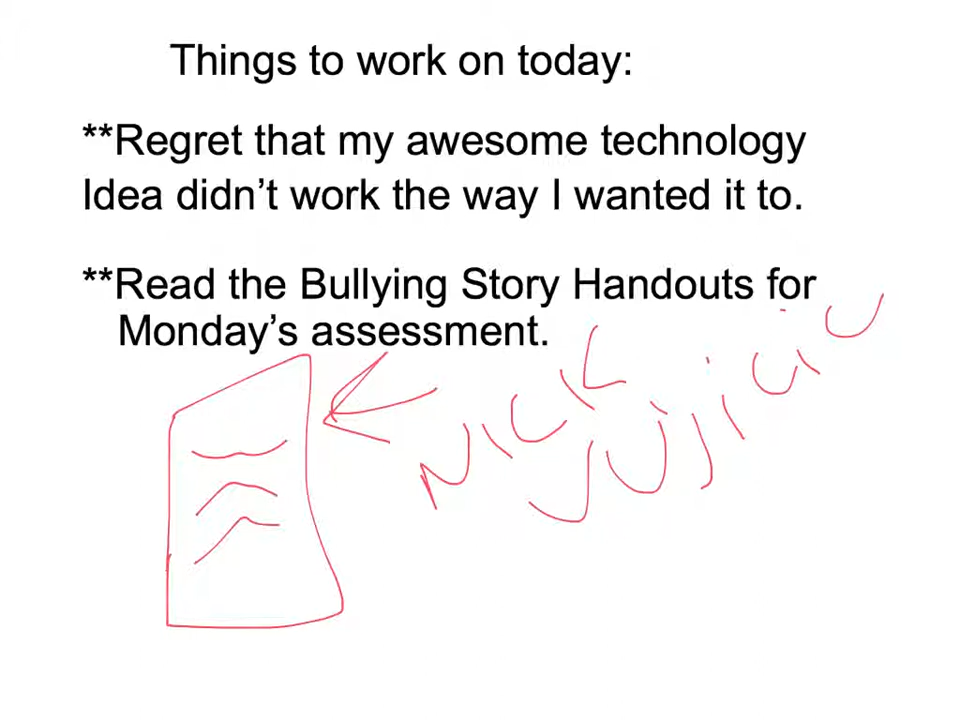 Things to work on today:
**Regret that my awesome technology
Idea didn't work the way I wanted it to.
**Read the Bullying Story Handouts for
Monday's assessment.
Nick